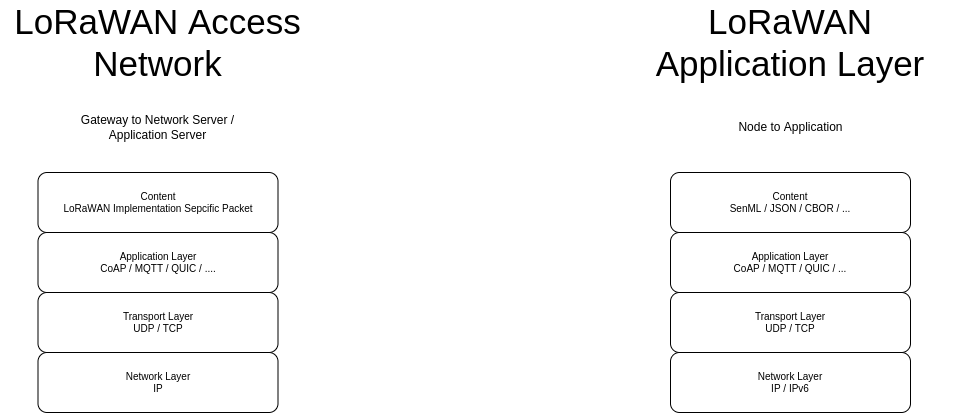 LoRaWAN Access
Network
Gateway to Network Server /
Application Server
Content
LoRaWAN Implementation Sepcific Packet
Application Layer
CoAP / MQTT / QUIC / ....
Transport Layer
UDP / TCP
Network Layer
IP
LoRaWAN
Application Layer
Node to Application
Content
SenML / JSON / CBOR / ...
Application Layer
CoAP / MQTT / QUIC / ...
Transport Layer
UDP / TCP
Network Layer
IP / IPv6